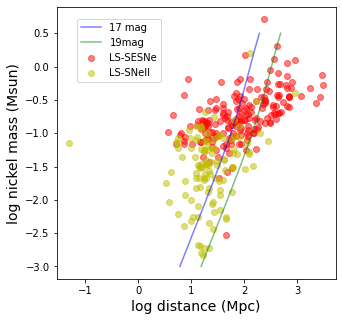 17 mag
19mag
LS-SESNe
LS-SNeII
0.5
0.0
−0.5
−1.0
−1.5
−2.0
−2.5
−3.0
log nickel mass (Msun)
−1
0
1
2
3
log distance (Mpc)